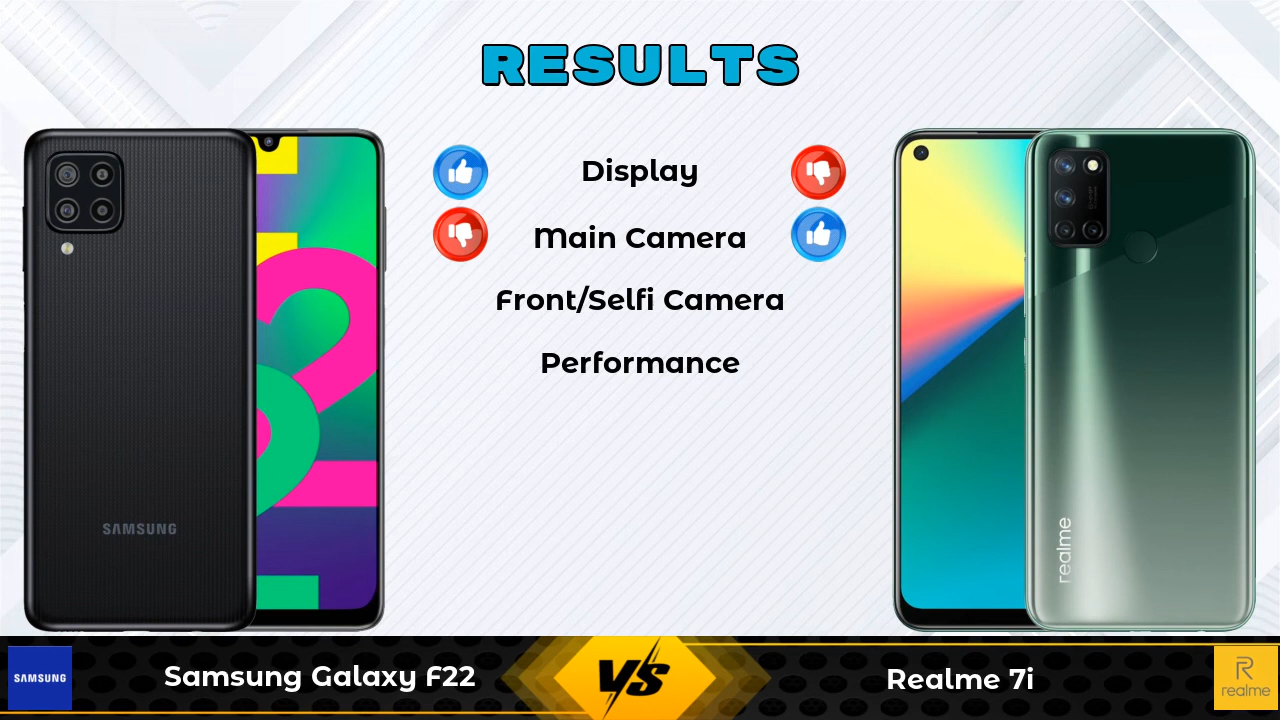 RESULTS
Display
Main Camera
Front/Selfi Camera
Performance
SAMSUNG
realme
SAMSUNG
Samsung Galaxy F22
VS
Realme 7i
R
realme